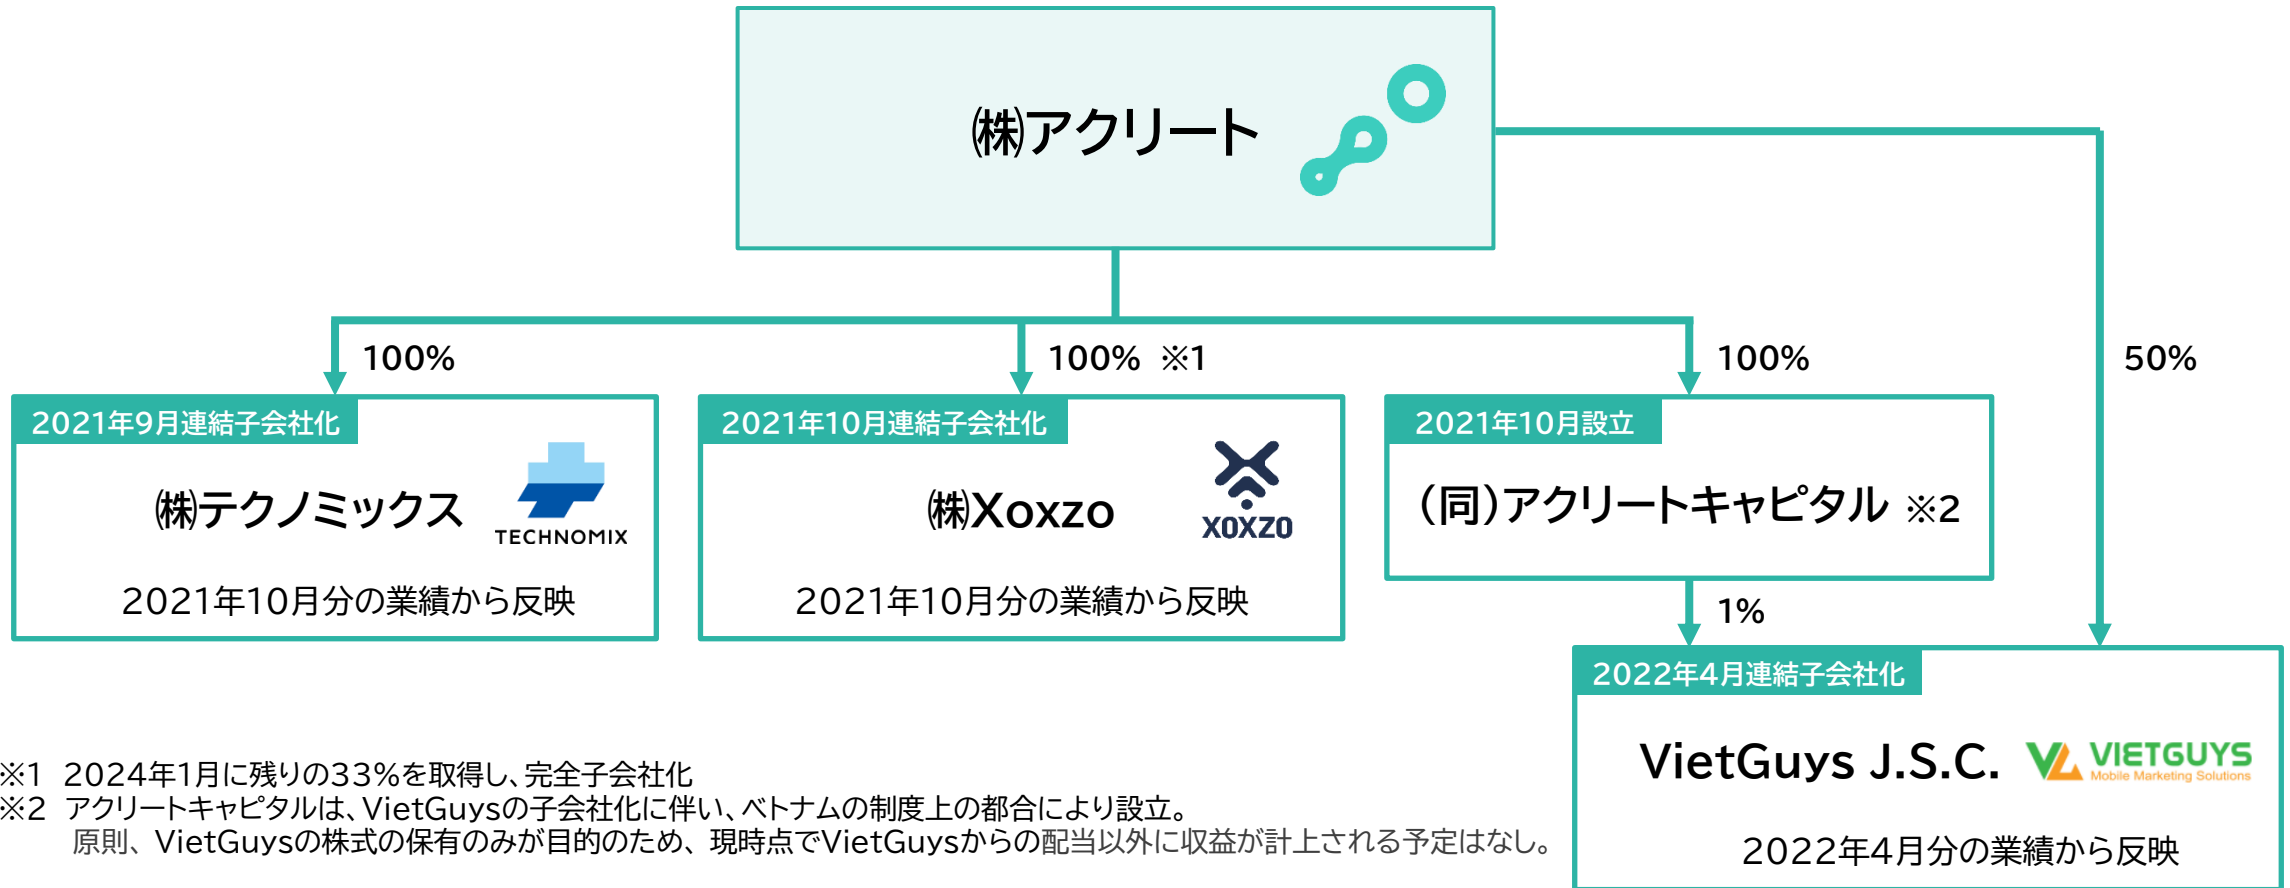 ㈱アクリート
100%
100% ※1
100%
50%
2021年9月連結子会社化
㈱テクノミックス
TECHNOMIX
2021年10月分の業績から反映
2021年10月連結子会社化
㈱Xoxzo
XOXZO
2021年10月分の業績から反映
2021年10月設立
(同)アクリートキャピタル ※2
1%
2022年4月連結子会社化
VietGuys J.S.C.
VIETGUYS
Mobile Marketing Solutions
2022年4月分の業績から反映
※1 2024年1月に残りの33%を取得し、完全子会社化
※2 アクリートキャピタルは、VietGuysの子会社化に伴い、ベトナムの制度上の都合により設立。
原則、VietGuysの株式の保有のみが目的のため、現時点でVietGuysからの配当以外に収益が計上される予定はなし。